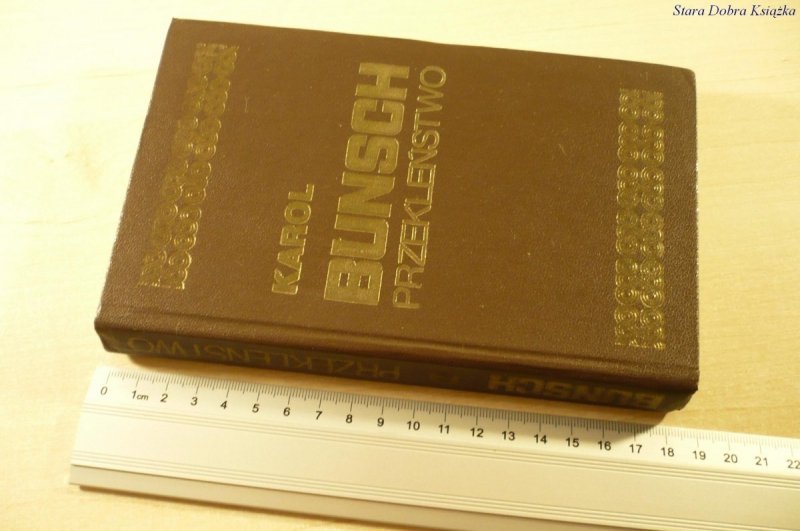 Stara Dobra Książka
KAROL
BUNSCH
PRZEKLEŃSTWO
BUNSCH PRZEKLEŃSTWO
0 1cm 2 3 4 5 6 7 8 9 10 11 12 13 14 15 16 17 18 19 20 21 22